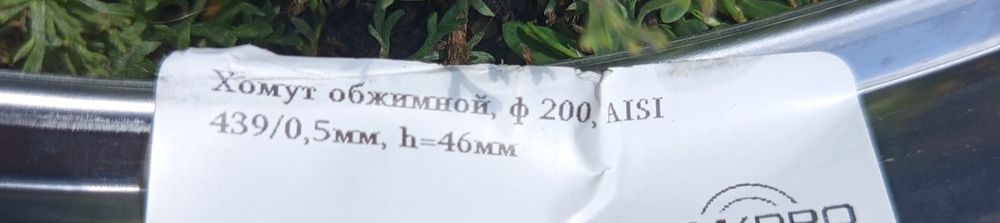 Хомут обжимной, ф 200, AISI
439/0,5мм, h=46мм